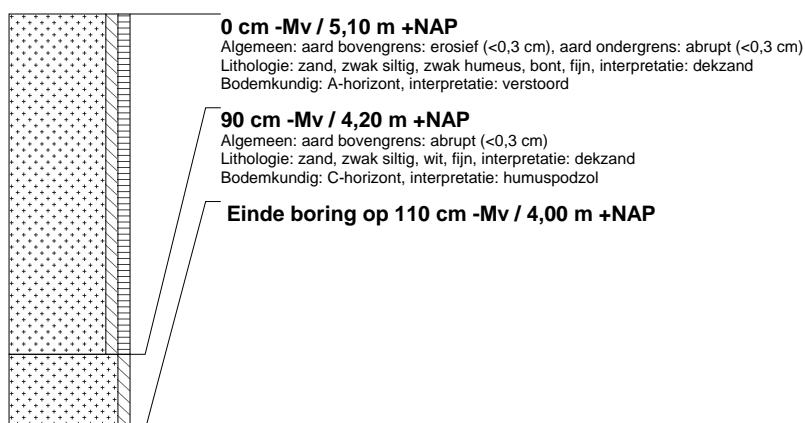 0 cm -Mv / 5,10 m +NAP
Algemeen: aard bovengrens: erosief (<0,3 cm), aard ondergrens: abrupt (<0,3 cm)
Lithologie: zand, zwak siltig, zwak humeus, bont, fijn, interpretatie: dekzand
Bodemkundig: A-horizont, interpretatie: verstoord
90 cm -Mv / 4,20 m +NAP
Algemeen: aard bovengrens: abrupt (<0,3 cm)
Lithologie: zand, zwak siltig, wit, fijn, interpretatie: dekzand
Bodemkundig: C-horizont, interpretatie: humuspodzol
Einde boring op 110 cm -Mv / 4,00 m +NAP